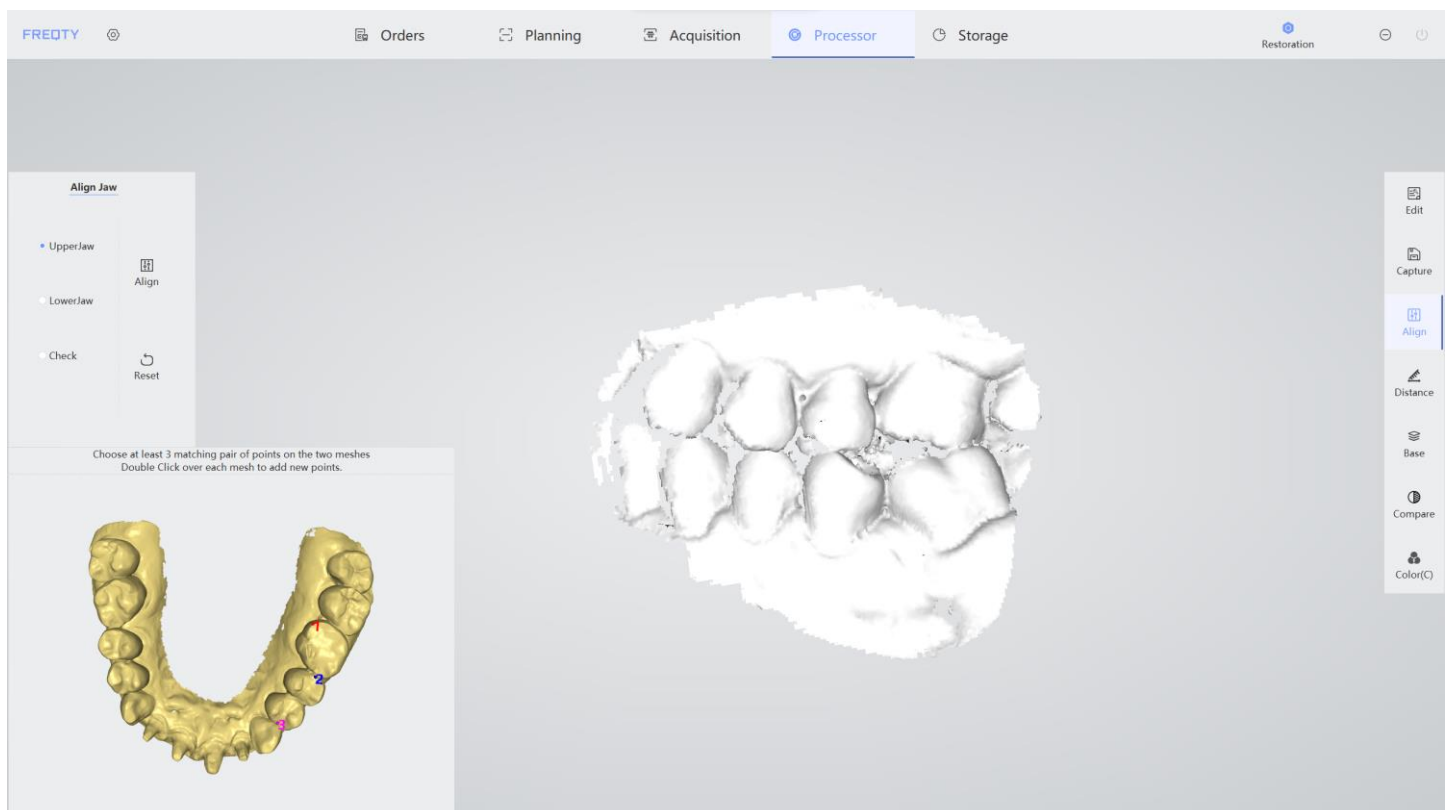 FREQTY
Orders
Planning
Acquisition
Processor
Storage
Restoration
Align Jaw
UpperJaw
Align
LowerJaw
Check
Reset
Choose at least 3 matching pair of points on the two meshes
Double Click over each mesh to add new points.
1
2
3
Edit
Capture
Align
Distance
Base
Compare
Color(C)